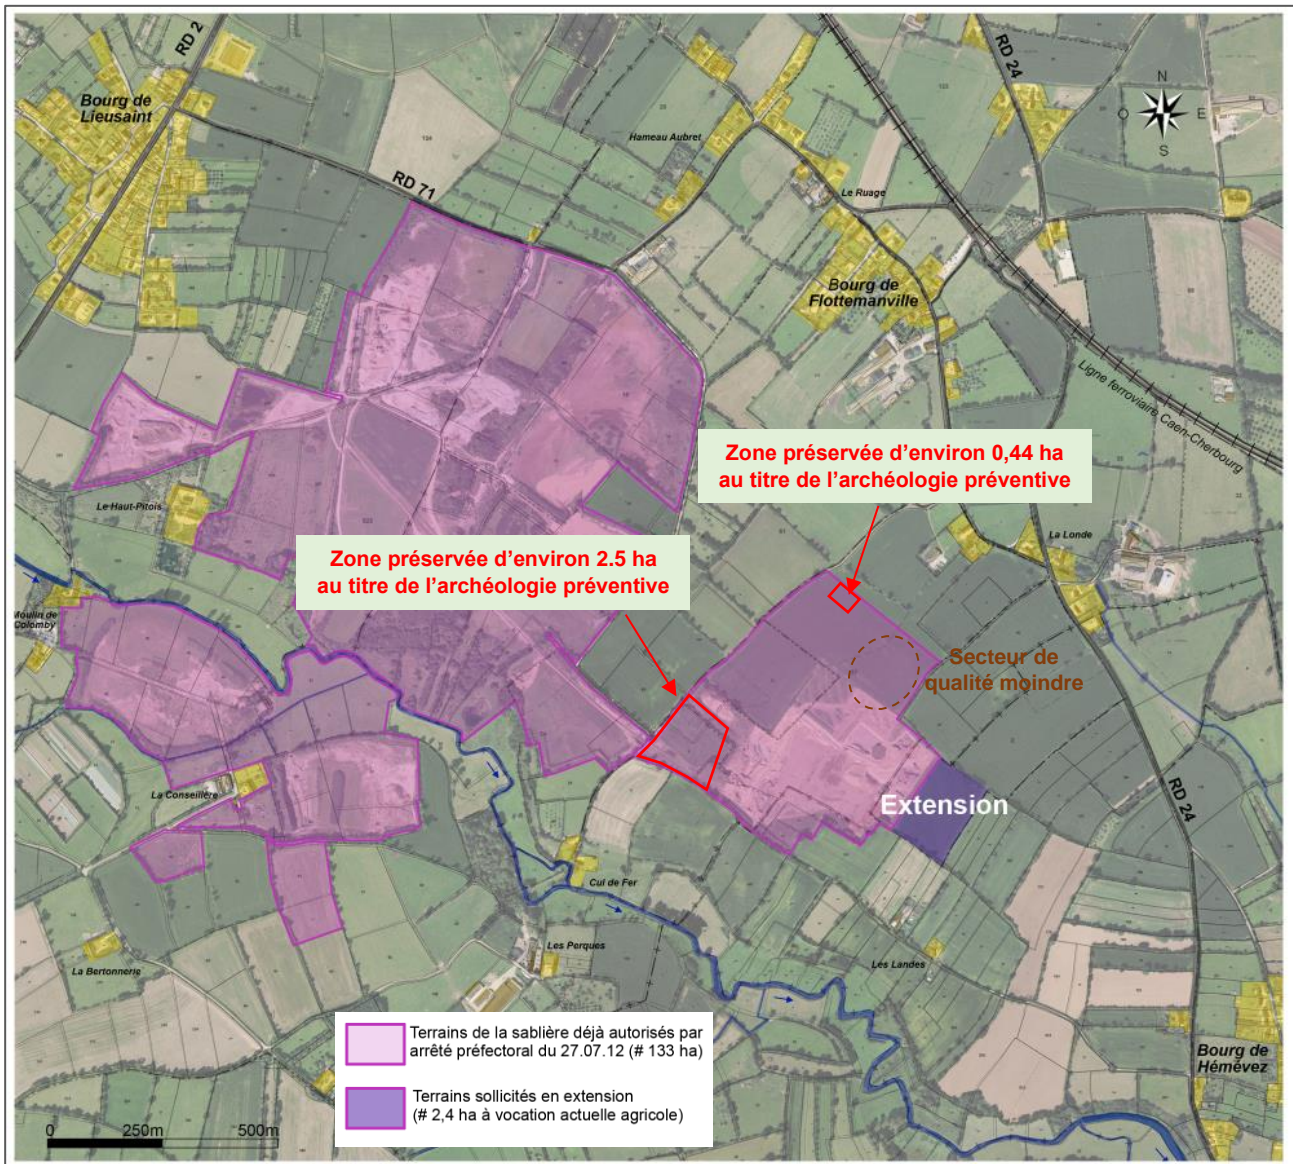 RD 2
Bourg de
Lieusaint
RD 24
N
O
E
S
Hameau Aubret
Le Ruage
RD 71
Bourg de
Flottemanville
Ligne ferroviaire Caen-Cherbourg
Zone préservée d'environ 0,44 ha
au titre de l'archéologie préventive
Le Haut-Pitois
La Londe
Zone préservée d'environ 2.5 ha
au titre de l'archéologie préventive
Moulin de
Colomby
Secteur de
qualité moindre
La Conseillère
Extension
RD 24
Cul de Fer
Les Perques
La Bertonnerie
Les Landes
Terrains de la sablière déjà autorisés par
arrêté préfectoral du 27.07.12 (# 133 ha)
Terrains sollicités en extension
(# 2,4 ha à vocation actuelle agricole)
Bourg de
Hémévez
0
250m
500m